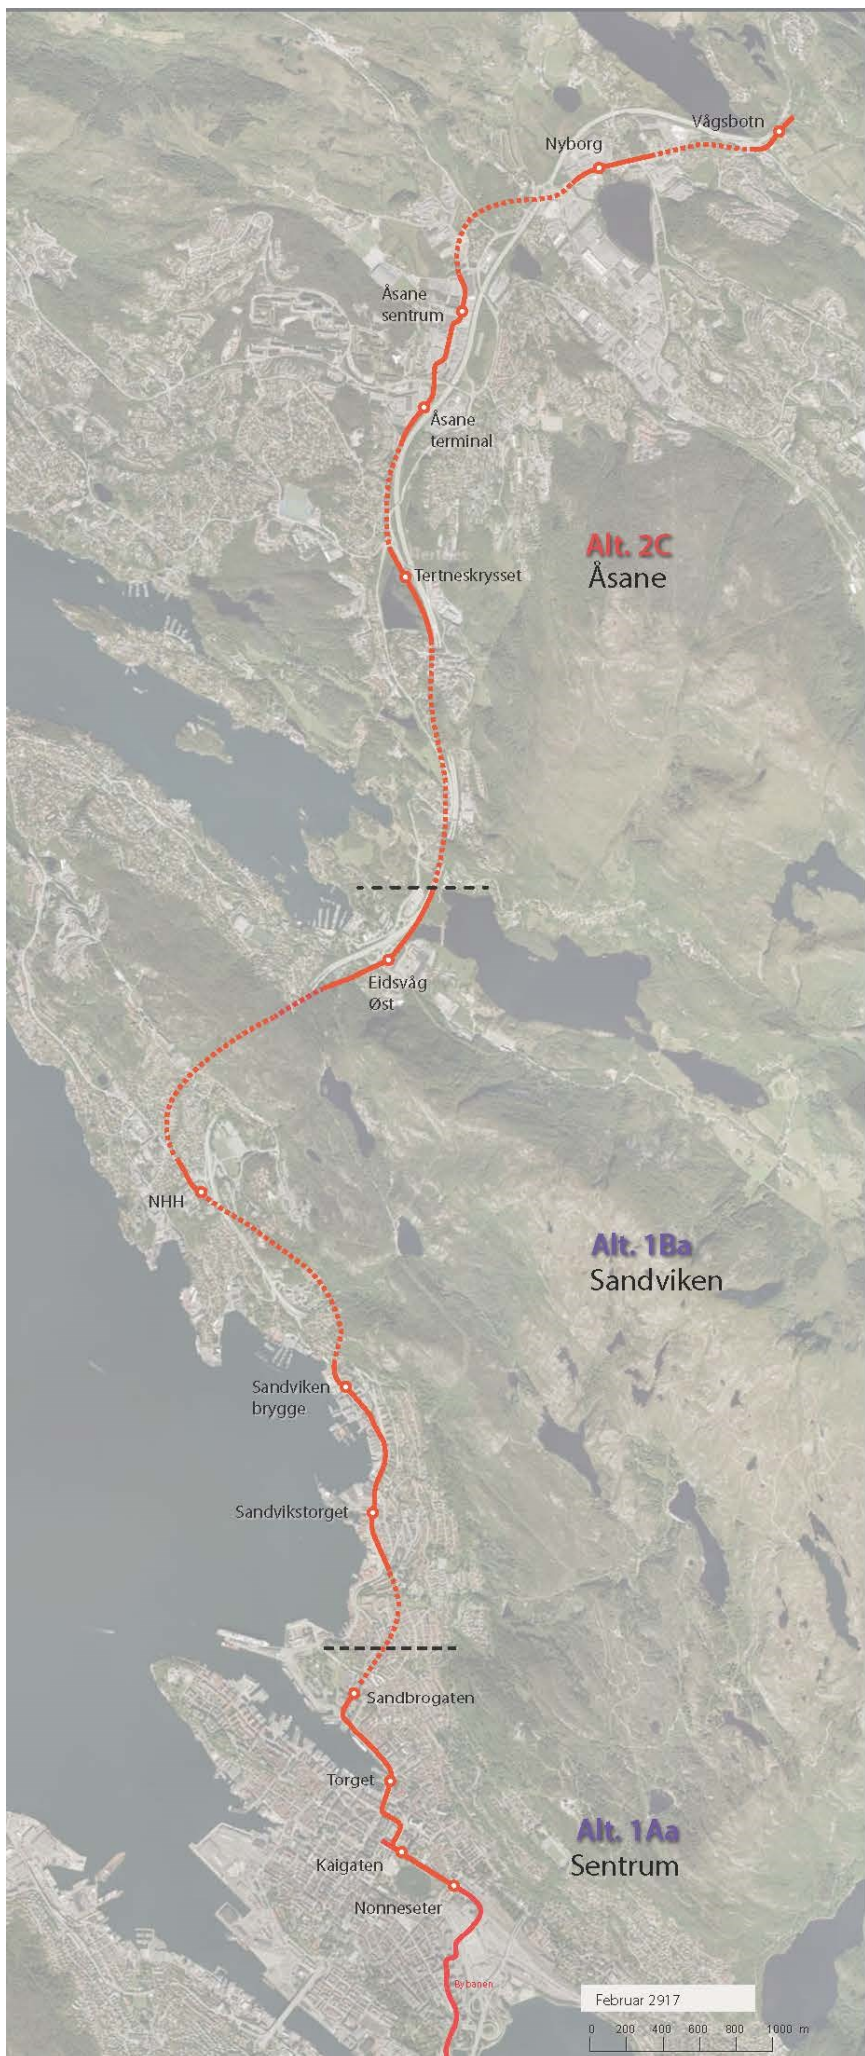 Vågsbotn
Nyborg
Åsane
sentrum
Åsane
terminal
Alt. 2C
Åsane
Tertneskrysset
Eidsvåg
Øst
NHH
Alt. 1Ba
Sandviken
Sandviken
brygge
Sandvikstorget
Sandbrogaten
Torget
Alt. 1Aa
Sentrum
Kaigaten
Nonneseter
Bybanen
Februar 2917
0 200 400 600 800 1000 m